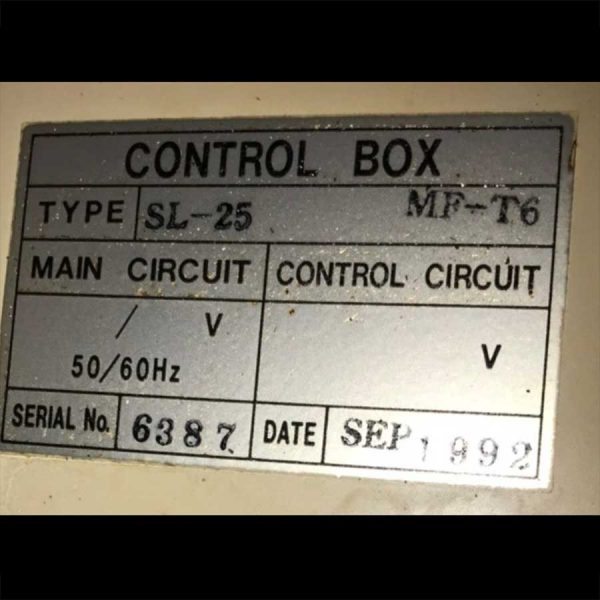 CONTROL BOX
TYPE SL-25 MF-T6
MAIN CIRCUIT CONTROL CIRCUIT
/ V V
50/60Hz
SERIAL No. 6387 DATE SEP 1992